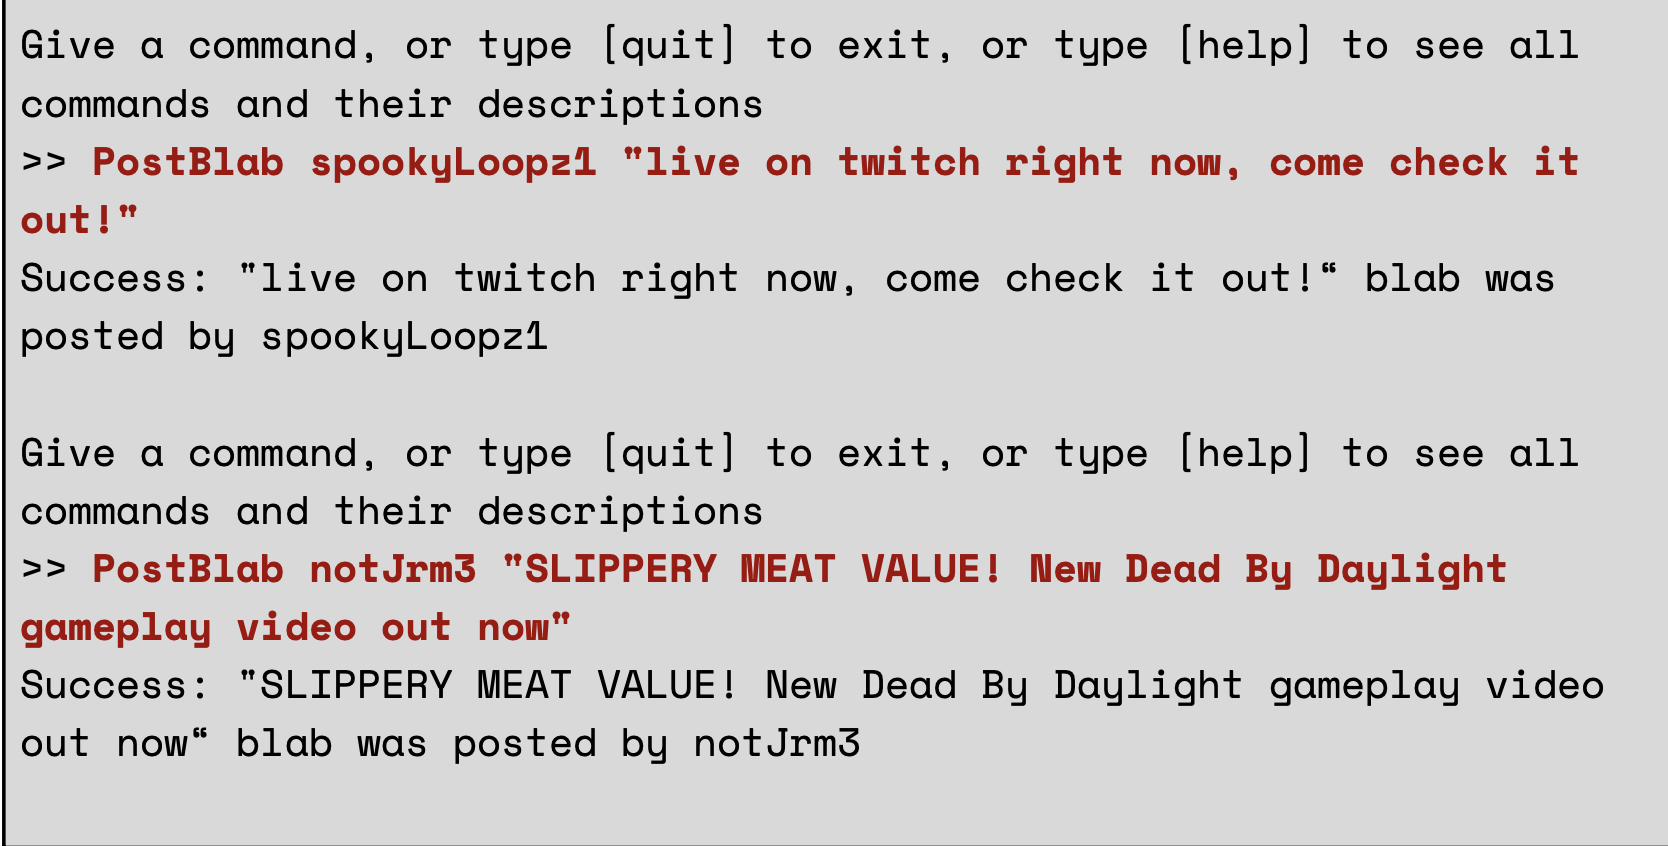 Give a command, or type [quit] to exit, or type [help] to see all
commands and their descriptions
>> PostBlab spookyLoopz1 "live on twitch right now, come check it
out!"
Success: "live on twitch right now, come check it out!“ blab was
posted by spookyLoopz1
Give a command, or type [quit] to exit, or type [help] to see all
commands and their descriptions
>> PostBlab notJrm3 "SLIPPERY MEAT VALUE! New Dead By Daylight
gameplay video out now"
Success: "SLIPPERY MEAT VALUE! New Dead By Daylight gameplay video
out now“ blab was posted by notJrm3